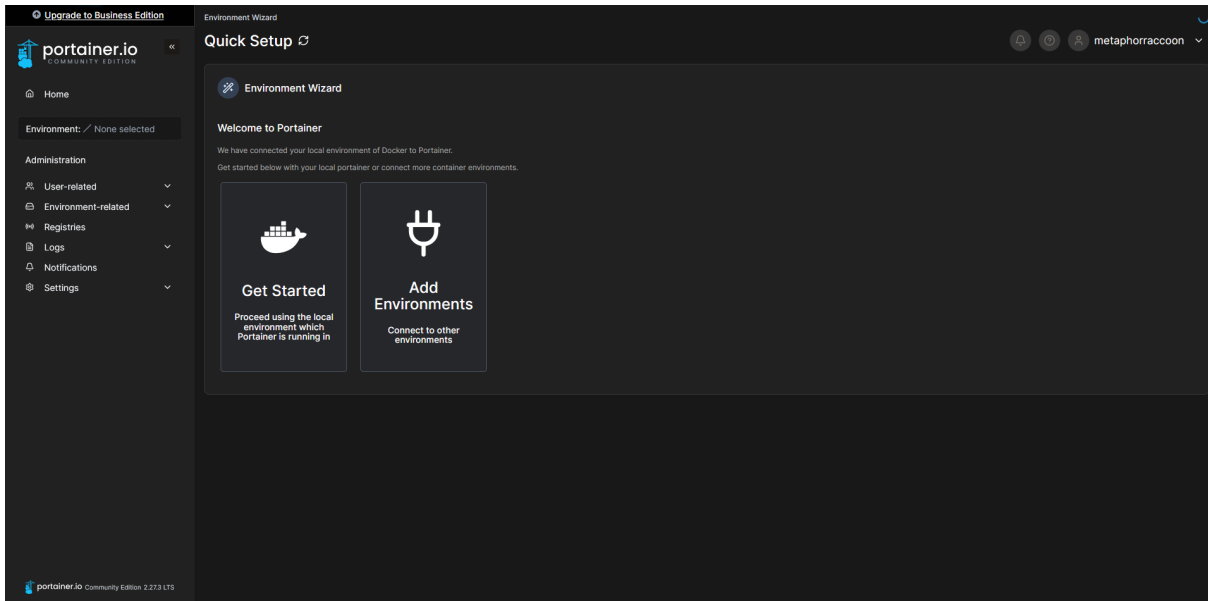 Upgrade to Business Edition
portainer.io
COMMUNITY EDITION
Home
Environment: None selected
Administration
User-related
Environment-related
Registries
Logs
Notifications
Settings
portainer.io Community Edition 2.27.3 LTS
Environment Wizard
Quick Setup
metaphorraccoon
Environment Wizard
Welcome to Portainer
We have connected your local environment of Docker to Portainer.
Get started below with your local portainer or connect more container environments.
Get Started
Proceed using the local
environment which
Portainer is running in
Add
Environments
Connect to other
environments